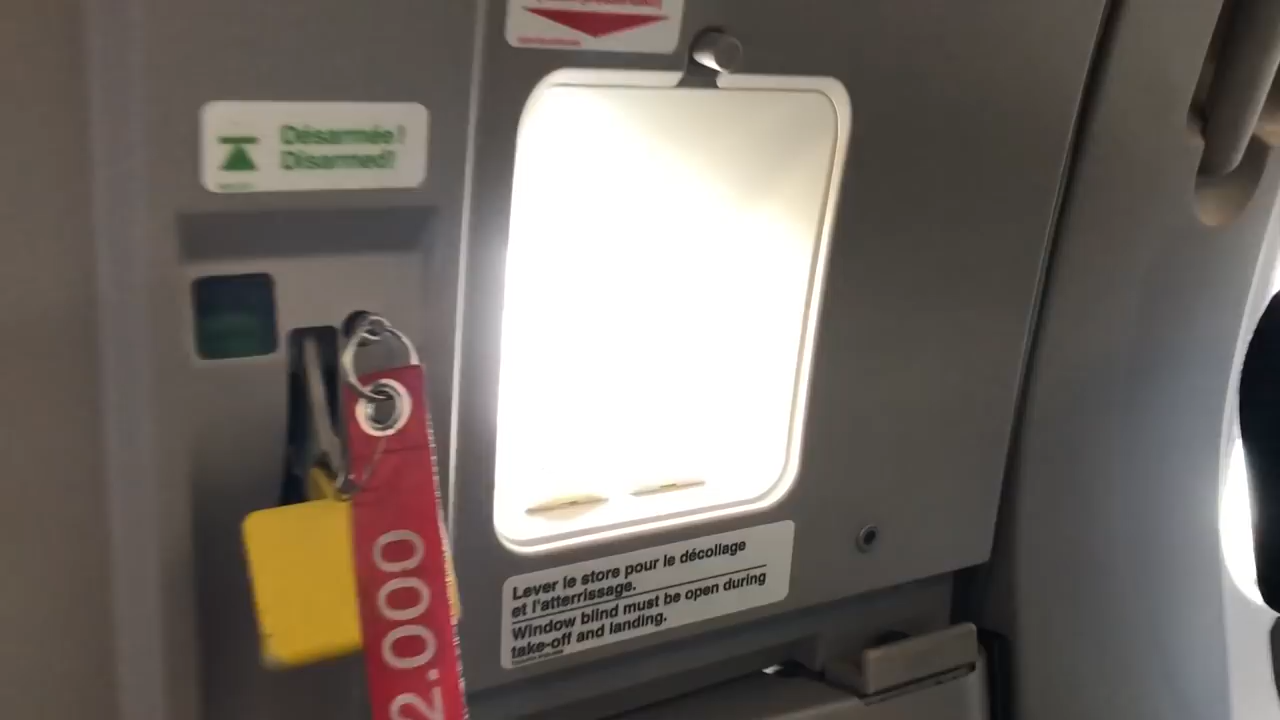 Désarmée!
Disarmed!
2.000
Lever le store pour le décollage
et l'atterrissage.
Window blind must be open during
take-off and landing.